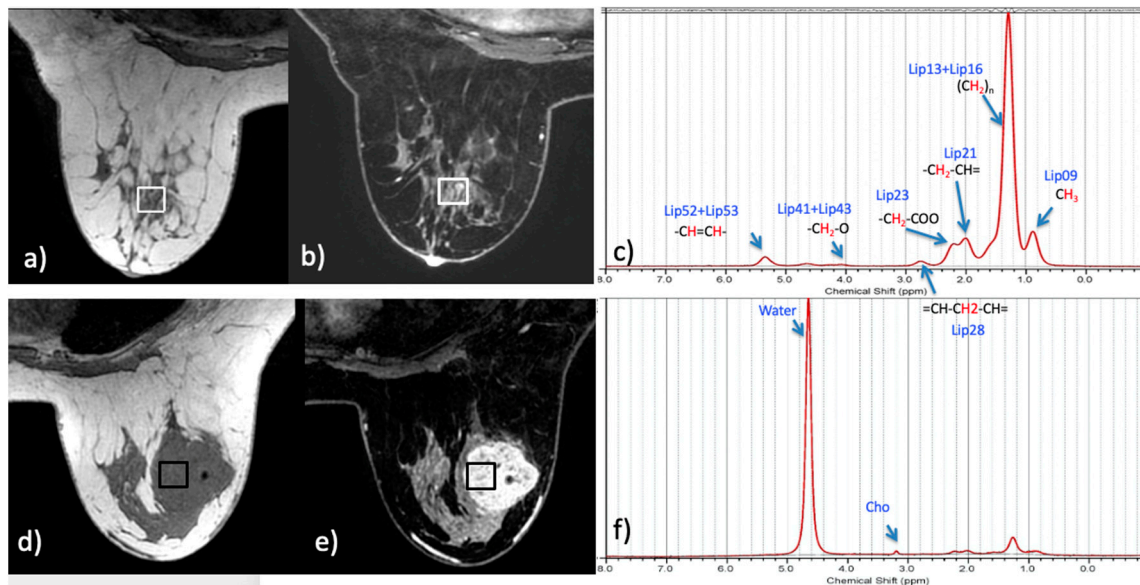 a)
b)
c)
Lip13+Lip16
(CH2)n
Lip21
-CH2-CH=
Lip23
-CH2-COO
Lip09
CH3
Lip52+Lip53
-CH=CH-
Lip41+Lip43
-CH2-O
8.0 7.0 6.0 5.0 4.0 3.0 2.0 1.0 0.0
Chemical Shift (ppm)
=CH-CH2-CH=
Lip28
d)
e)
f)
Water
Cho
8.0 7.0 6.0 5.0 4.0 3.0 2.0 1.0 0.0
Chemical Shift (ppm)